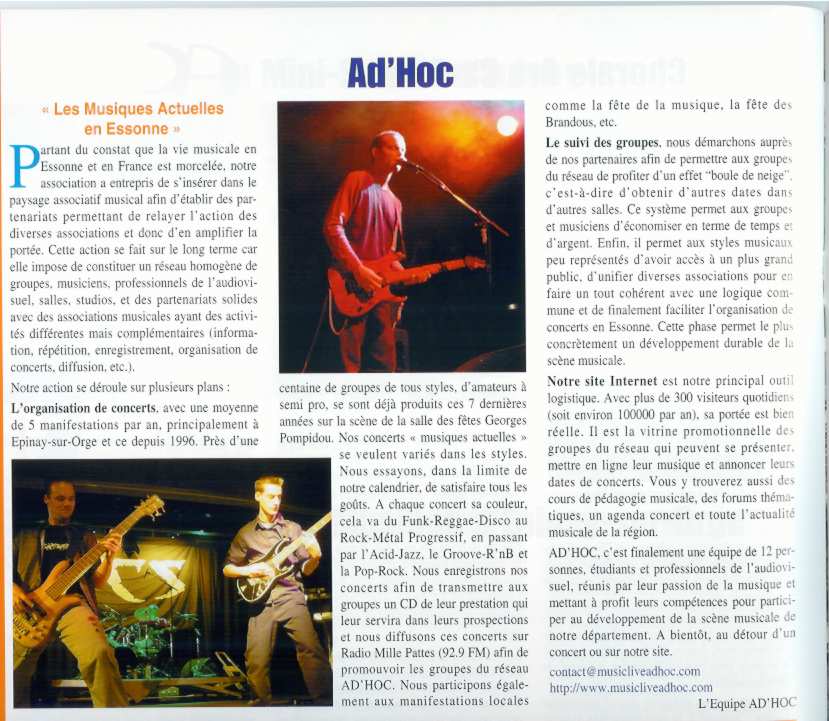 Ad'Hoc
« Les Musiques Actuelles
en Essonne »
Partant du constat que la vie musicale en
Essonne et en France est morcelée, notre
association a entrepris de s'insérer dans le
paysage associatif musical afin d'établir des par-
tenariats permettant de relayer l'action des
diverses associations et donc d'en amplifier la
portée. Cette action se fait sur le long terme car
elle impose de constituer un réseau homogène de
groupes, musiciens, professionnels de l'audiovi-
suel, salles, studios, et des partenariats solides
avec des associations musicales ayant des activi-
tés différentes mais complémentaires (informa-
tion, répétition, enregistrement, organisation de
concerts, diffusion, etc.).
Notre action se déroule sur plusieurs plans :
L'organisation de concerts, avec une moyenne
de 5 manifestations par an, principalement à
Epinay-sur-Orge et ce depuis 1996. Près d'une
centaine de groupes de tous styles, d'amateurs à
semi pro, se sont déjà produits ces 7 dernières
années sur la scène de la salle des fêtes Georges
Pompidou. Nos concerts « musiques actuelles »
se veulent variés dans les styles.
Nous essayons, dans la limite de
notre calendrier, de satisfaire tous les
goûts. A chaque concert sa couleur,
cela va du Funk-Reggae-Disco au
Rock-Métal Progressif, en passant
par l'Acid-Jazz, le Groove-R'nB et
la Pop-Rock. Nous enregistrons nos
concerts afin de transmettre aux
groupes un CD de leur prestation qui
leur servira dans leurs prospections
et nous diffusons ces concerts sur
Radio Mille Pattes (92.9 FM) afin de
promouvoir les groupes du réseau
AD'HOC. Nous participons égale-
ment aux manifestations locales
comme la fête de la musique, la fête des
Brandous, etc.
Le suivi des groupes, nous démarchons auprès
de nos partenaires afin de permettre aux groupes
du réseau de profiter d'un effet "boule de neige",
c'est-à-dire d'obtenir d'autres dates dans
d'autres salles. Ce système permet aux groupes
et musiciens d'économiser en terme de temps et
d'argent. Enfin, il permet aux styles musicaux
peu représentés d'avoir accès à un plus grand
public, d'unifier diverses associations pour en
faire un tout cohérent avec une logique com-
mune et de finalement faciliter l'organisation de
concerts en Essonne. Cette phase permet le plus
concrètement un développement durable de la
scène musicale.
Notre site Internet est notre principal outil
logistique. Avec plus de 300 visiteurs quotidiens
(soit environ 100000 par an), sa portée est bien
réelle. Il est la vitrine promotionnelle des
groupes du réseau qui peuvent se présenter,
mettre en ligne leur musique et annoncer leurs
dates de concerts. Vous y trouverez aussi des
cours de pédagogie musicale, des forums théma-
tiques, un agenda concert et toute l'actualité
musicale de la région.
AD'HOC, c'est finalement une équipe de 12 per-
sonnes, étudiants et professionnels de l'audiovi-
suel, réunis par leur passion de la musique et
mettant à profit leurs compétences pour partici-
per au développement de la scène musicale de
notre département. A bientôt, au détour d'un
concert ou sur notre site.
contact@musicliveadhoc.com
http://www.musicliveadhoc.com
L'Equipe AD'HOC